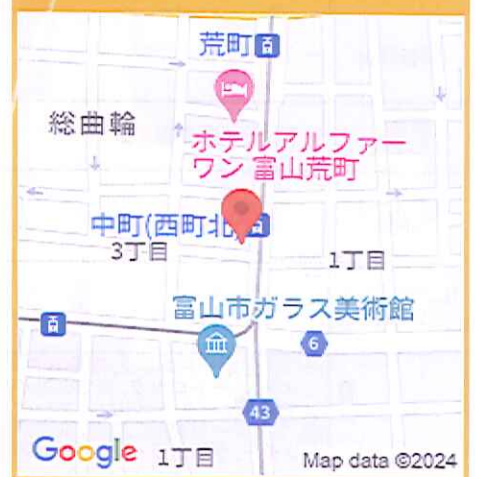 荒町
総曲輪
ホテルアルファー
ワン 富山荒町
中町(西町北)
3丁目
1丁目
富山市ガラス美術館
6
43
Google
1丁目
Map data ©2024